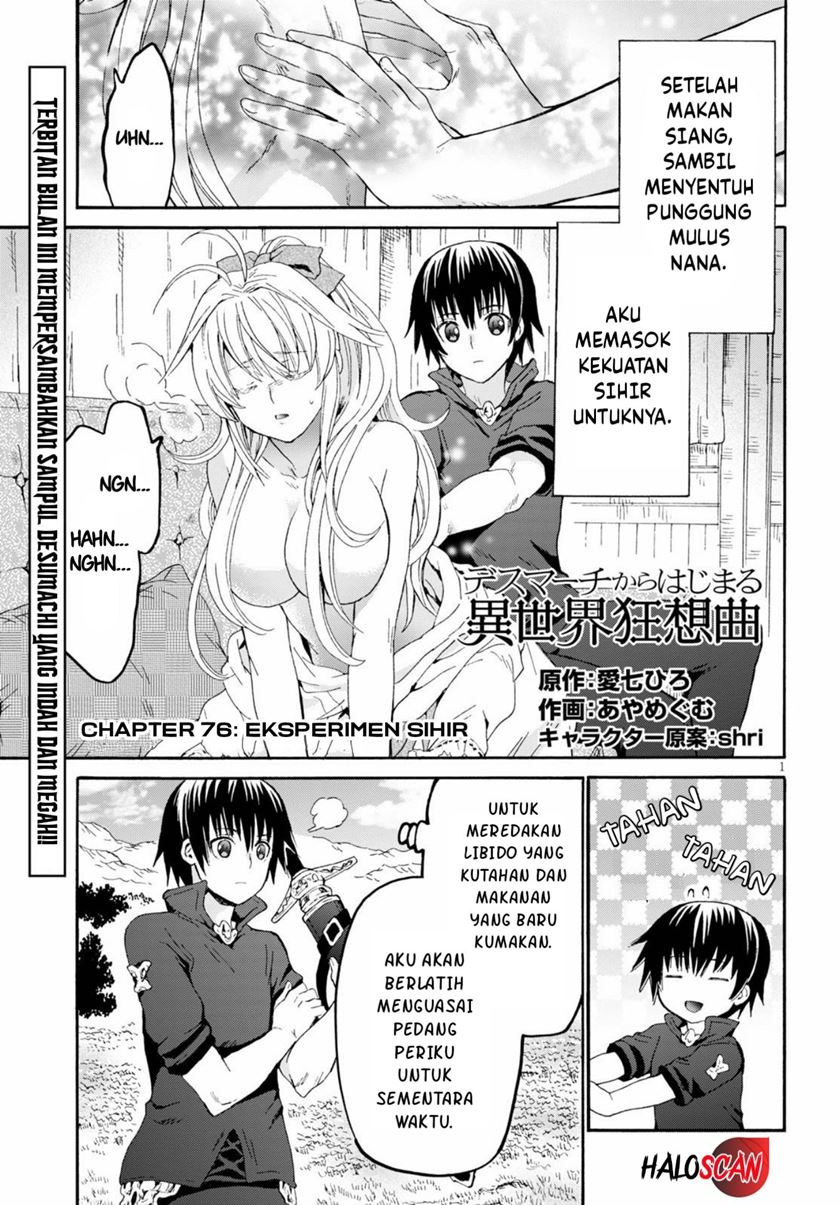 SETELAH
MAKAN
SIANG,
SAMBIL
MENYENTUH
PUNGGUNG
MULUS
NANA.
UHN...
AKU
MEMASOK
KEKUATAN
SIHIR
UNTUKNYA.
NGN...
HAHN...
NGHN...
TERBITAN BULAN INI MEMPERSAMBAHKAN SAMPUL DESUMACHI YANG INDAH DAN MEGAH!!
デスマーチからはじまる
異世界狂想曲
原作:愛七ひろ
作画:あやめぐむ
キャラクター原案:shri
CHAPTER 76: EKSPERIMEN SIHIR
1
TAHAN
TAHAN
UNTUK
MEREDAKAN
LIBIDO YANG
KUTAHAN DAN
MAKANAN
YANG BARU
KUMAKAN.
AKU AKAN
BERLATIH
MENGUASAI
PEDANG
PERIKU
UNTUK
SEMENTARA
WAKTU.
HALOSCAN